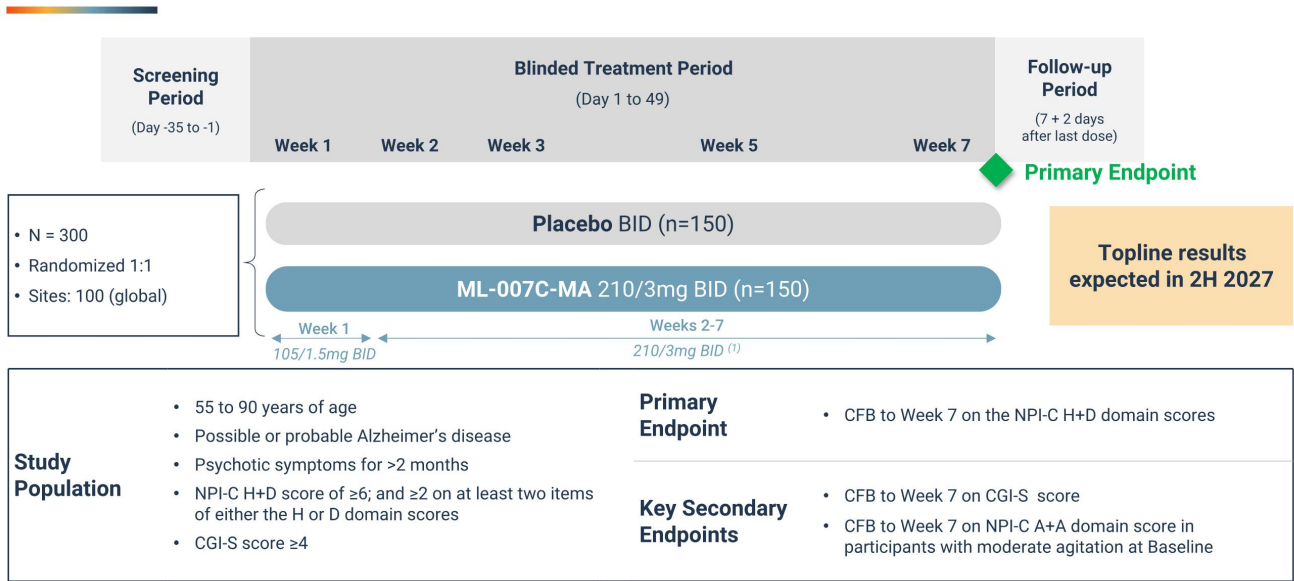 Screening
Period
(Day -35 to -1)
Blinded Treatment Period
(Day 1 to 49)
Week 1
Week 2
Week 3
Week 5
Week 7
Follow-up
Period
(7 + 2 days
after last dose)
Primary Endpoint
• N = 300
• Randomized 1:1
• Sites: 100 (global)
Placebo BID (n=150)
ML-007C-MA 210/3mg BID (n=150)
Week 1
105/1.5mg BID
Weeks 2-7
210/3mg BID (1)
Topline results
expected in 2H 2027
Study
Population
• 55 to 90 years of age
• Possible or probable Alzheimer's disease
• Psychotic symptoms for >2 months
• NPI-C H+D score of ≥6; and ≥2 on at least two items
of either the H or D domain scores
• CGI-S score ≥4
Primary
Endpoint
• CFB to Week 7 on the NPI-C H+D domain scores
Key Secondary
Endpoints
• CFB to Week 7 on CGI-S score
• CFB to Week 7 on NPI-C A+A domain score in
participants with moderate agitation at Baseline